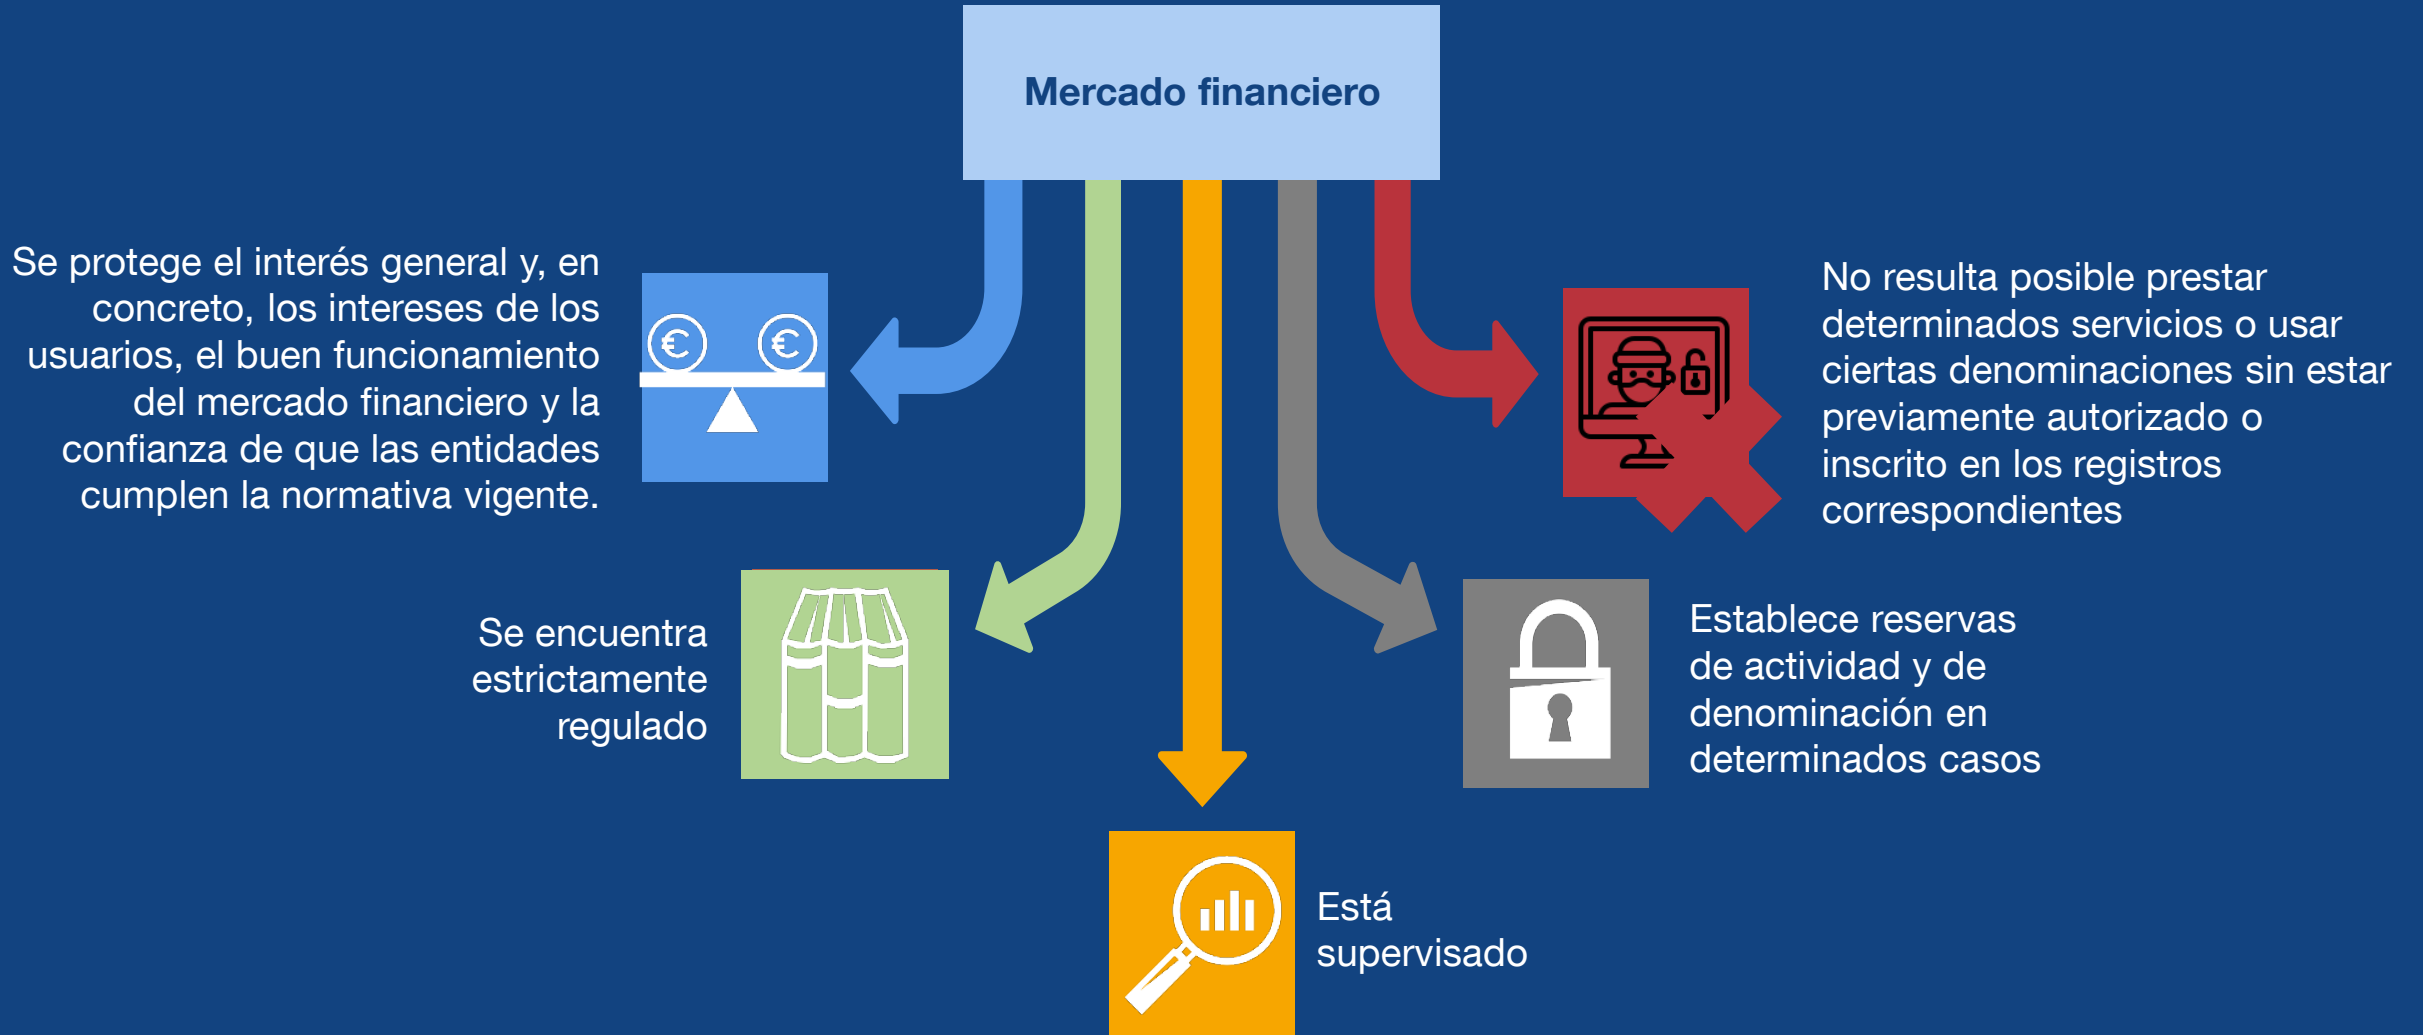 Mercado financiero
Se protege el interés general y, en
concreto, los intereses de los
usuarios, el buen funcionamiento
del mercado financiero y la
confianza de que las entidades
cumplen la normativa vigente.
€ €
No resulta posible prestar
determinados servicios o usar
ciertas denominaciones sin estar
previamente autorizado o
inscrito en los registros
correspondientes
Se encuentra
estrictamente
regulado
Establece reservas
de actividad y de
denominación en
determinados casos
Está
supervisado